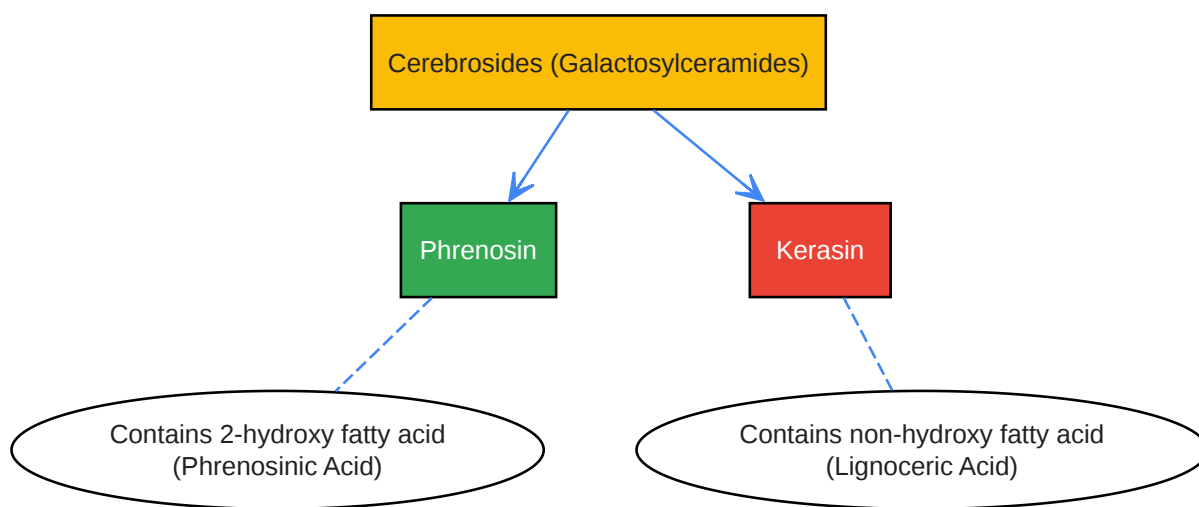 Cerebrosides (Galactosylceramides)
Phrenosin
Kerasin
Contains 2-hydroxy fatty acid
(Phrenosinic Acid)
Contains non-hydroxy fatty acid
(Lignoceric Acid)